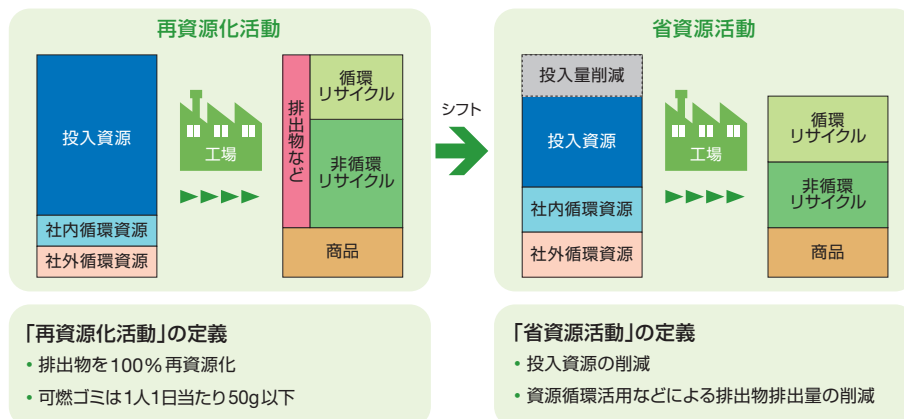 再資源化活動
投入資源
社内循環資源
社外循環資源
工場
排出物など
循環
リサイクル
非循環
リサイクル
商品
シフト
省資源活動
投入量削減
投入資源
社内循環資源
社外循環資源
工場
循環
リサイクル
非循環
リサイクル
商品
「再資源化活動」の定義
• 排出物を100%再資源化
• 可燃ゴミは1人1日当たり50g以下
「省資源活動」の定義
• 投入資源の削減
• 資源循環活用などによる排出物排出量の削減